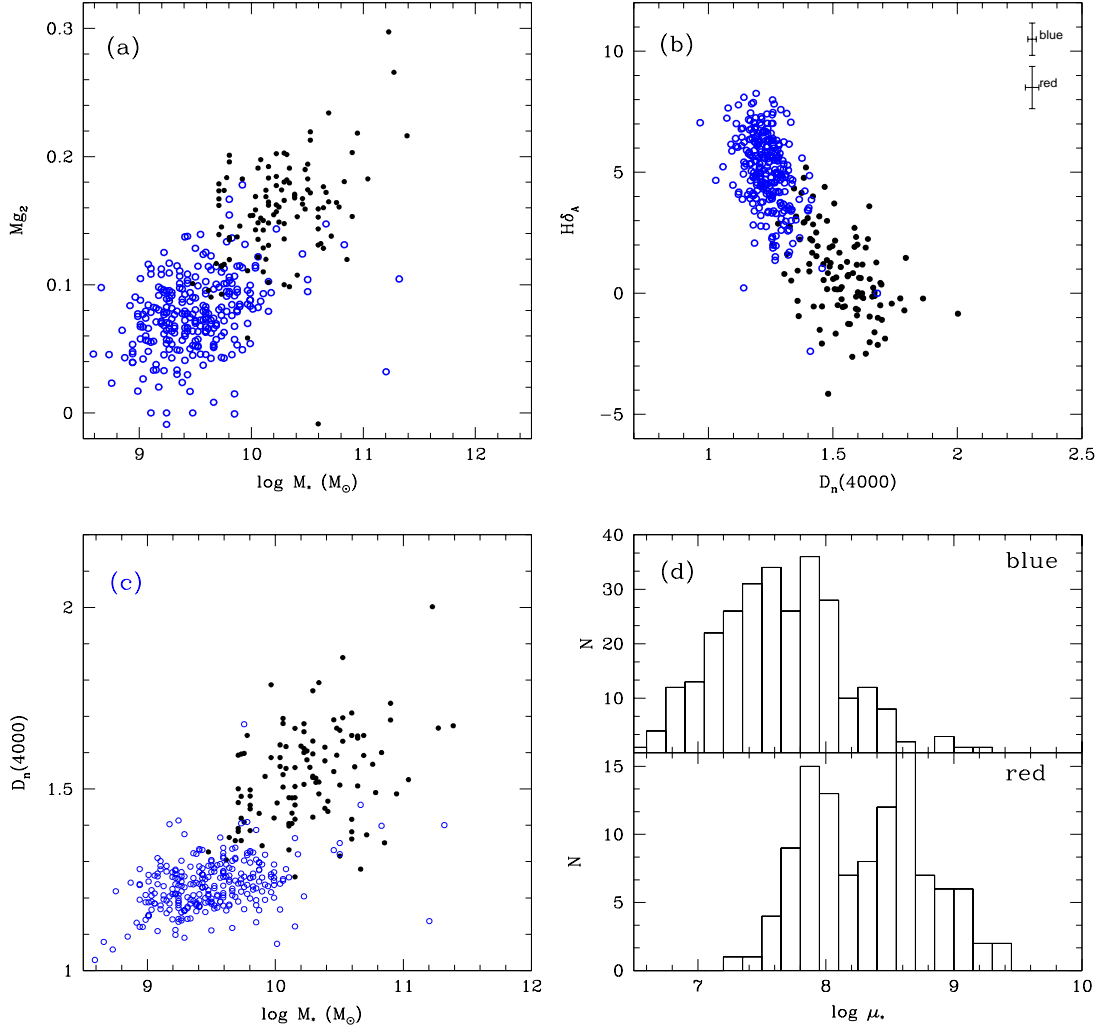 (a)
0.3
0.2
0.1
0
Mg₂
9 10 11 12
log M* (M⊙)
(b)
blue
red
10
5
0
−5
Hδ_A
1 1.5 2 2.5
Dₙ(4000)
(c)
2
1.5
1
Dₙ(4000)
9 10 11 12
log M* (M⊙)
(d)
blue
40
30
20
10
N
red
15
10
5
0
N
7 8 9 10
log μ*